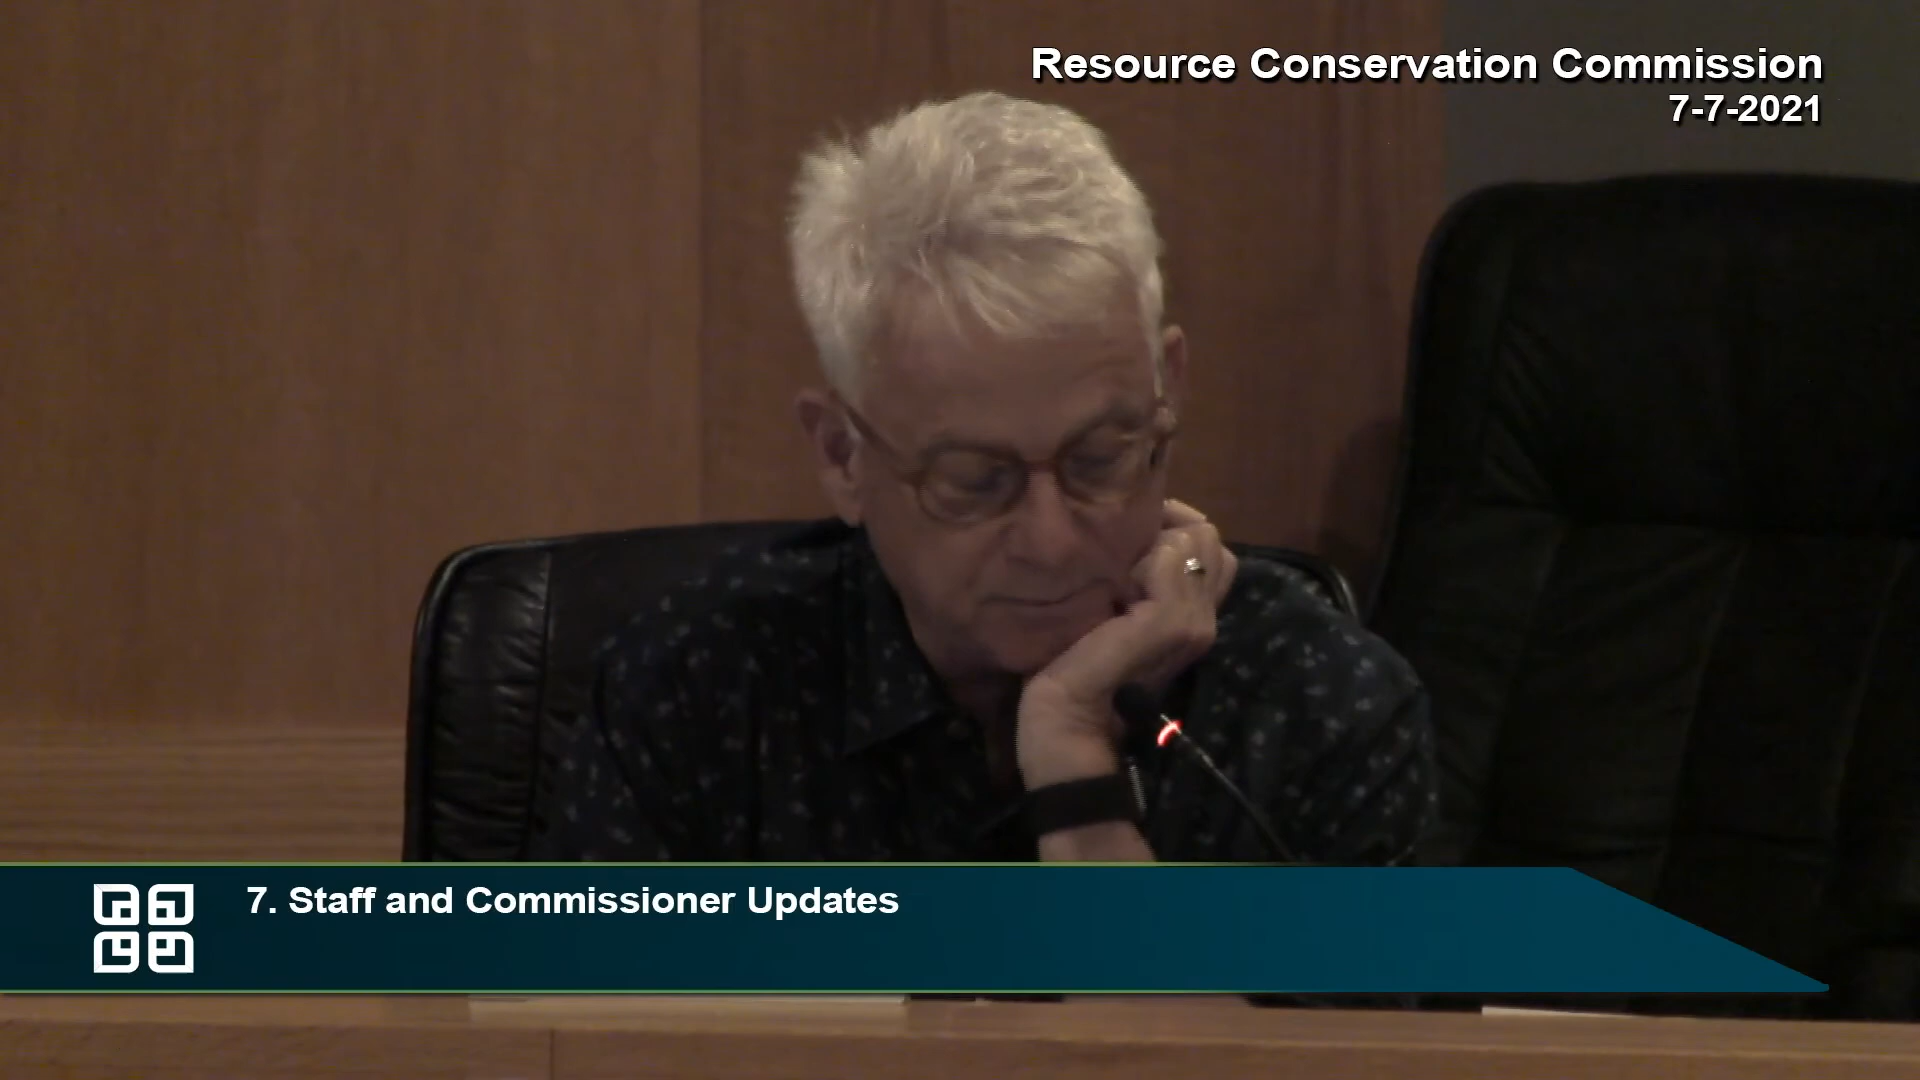 Resource Conservation Commission
7-7-2021
7. Staff and Commissioner Updates